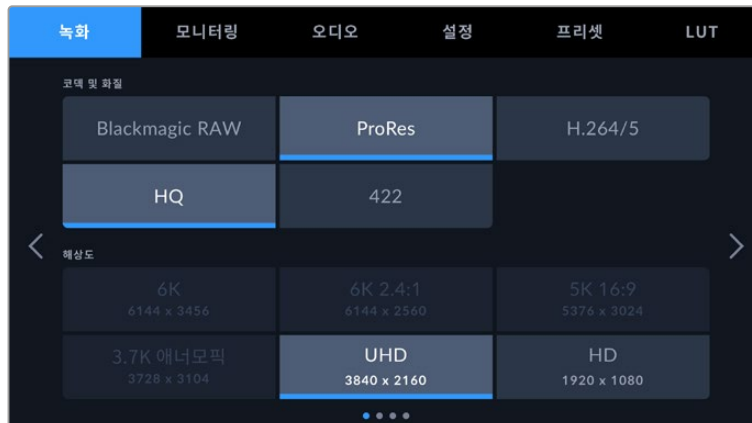 녹화 모니터링 오디오 설정 프리셋 LUT
코덱 및 화질
Blackmagic RAW ProRes H.264/5
HQ 422
해상도
6K 6K 2.4:1 5K 16:9
6144 x 3456 6144 x 2560 5376 x 3024
3.7K 애너모픽 UHD HD
3728 x 3104 3840 x 2160 1920 x 1080